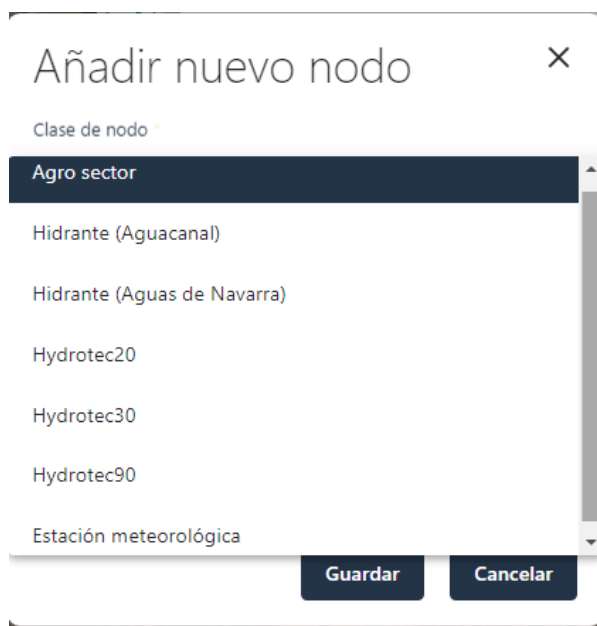 Añadir nuevo nodo
Clase de nodo *
Agro sector
Hidrante (Aguacanal)
Hidrante (Aguas de Navarra)
Hydrotec20
Hydrotec30
Hydrotec90
Estación meteorológica
Guardar Cancelar